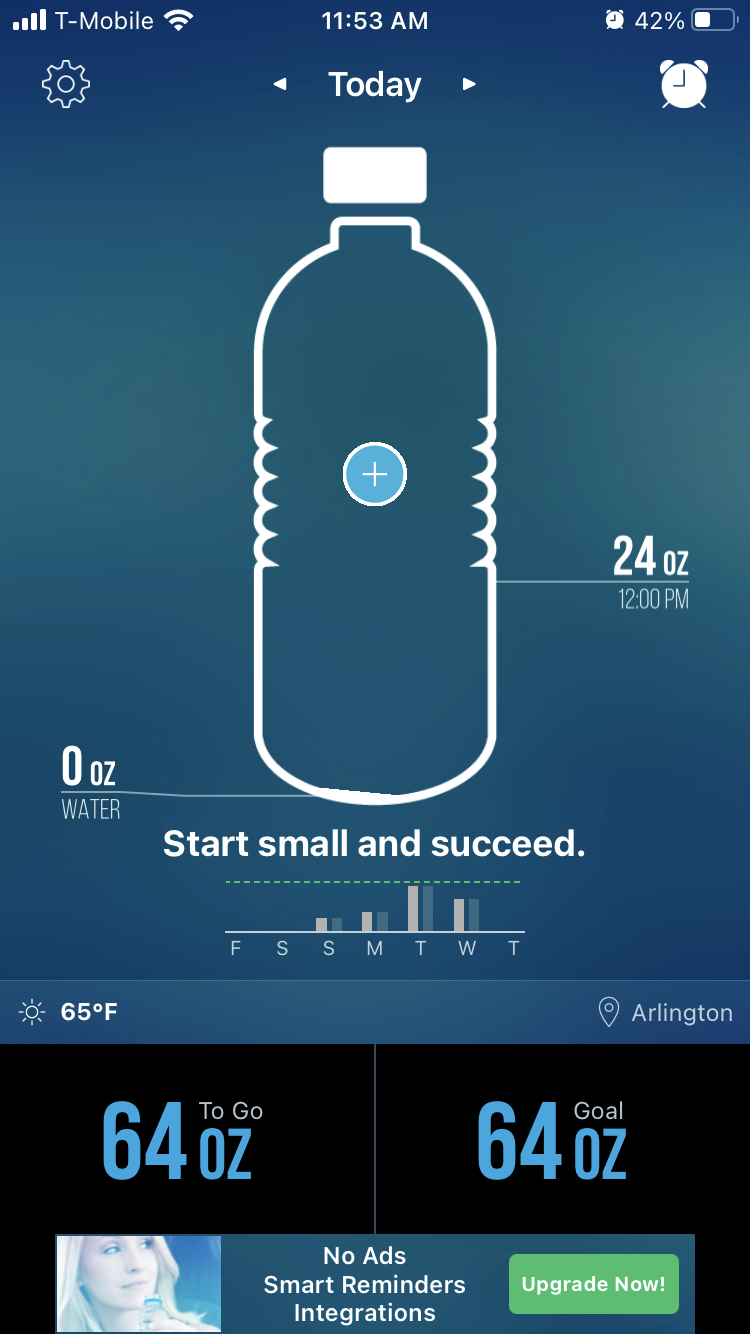 T-Mobile 11:53 AM 42%
Today
24 OZ
12:00 PM
0 OZ
WATER
Start small and succeed.
F S S M T W T
65°F Arlington
64 OZ To Go
64 OZ Goal
No Ads
Smart Reminders
Integrations
Upgrade Now!